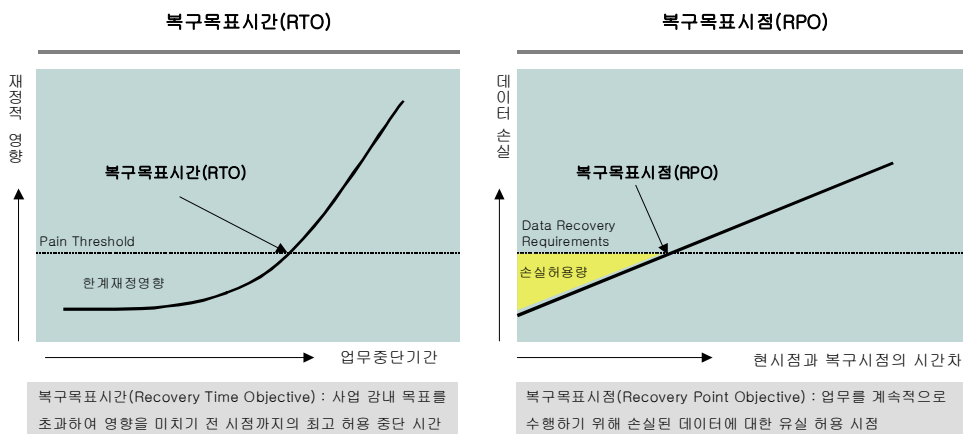 복구목표시간(RTO)
재정적 영향
복구목표시간(RTO)
Pain Threshold
한계재정영향
업무중단기간
복구목표시간(Recovery Time Objective) : 사업 감내 목표를
초과하여 영향을 미치기 전 시점까지의 최고 허용 중단 시간
복구목표시점(RPO)
데이터 손실
복구목표시점(RPO)
Data Recovery
Requirements
손실허용량
현시점과 복구시점의 시간차
복구목표시점(Recovery Point Objective) : 업무를 계속적으로
수행하기 위해 손실된 데이터에 대한 유실 허용 시점